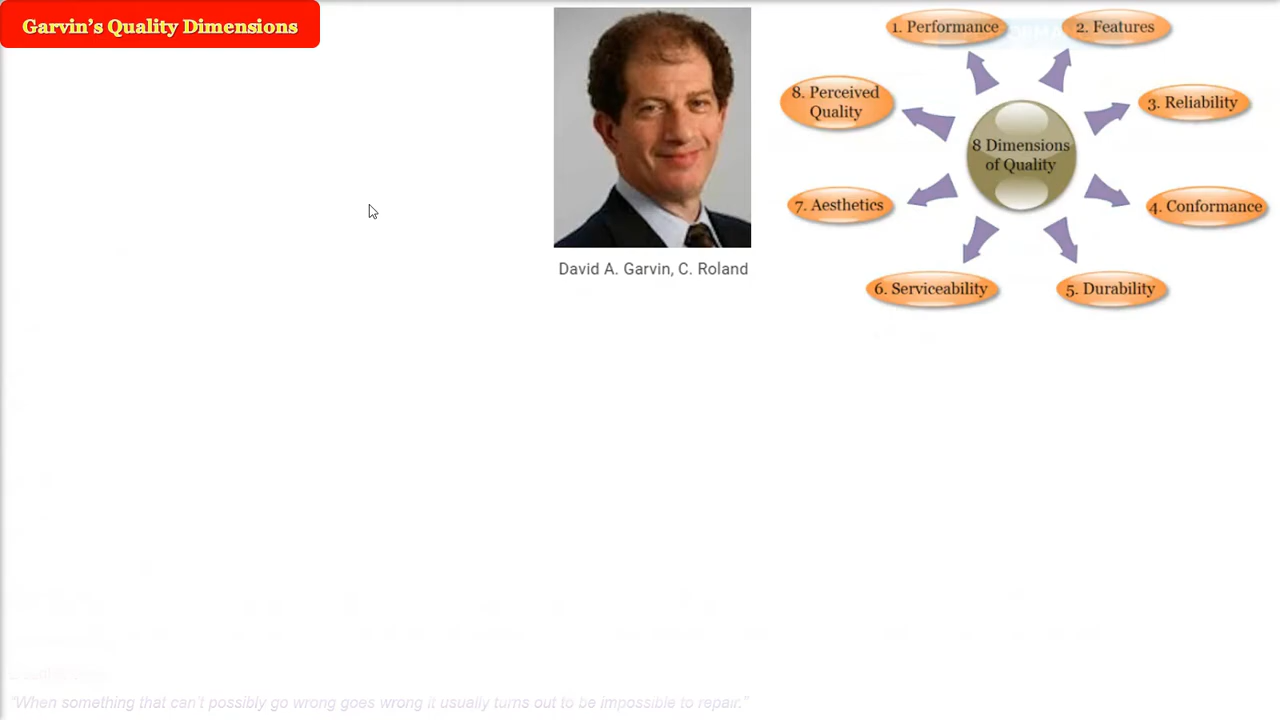 Garvin’s Quality Dimensions
1. Performance
2. Features
8. Perceived
Quality
3. Reliability
8 Dimensions
of Quality
7. Aesthetics
4. Conformance
6. Serviceability
5. Durability
David A. Garvin, C. Roland
"When something that can't possibly go wrong goes wrong it usually turns out to be impossible to repair."